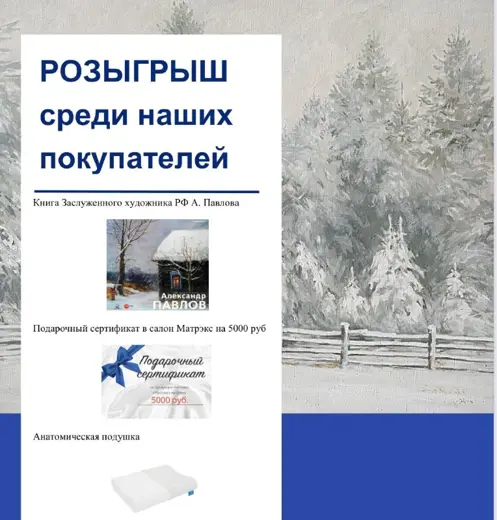 РОЗЫГРЫШ
среди наших
покупателей
Книга Заслуженного художника РФ А. Павлова
Александр
ПАВЛОВ
Подарочный сертификат в салон Матрэкс на 5000 руб
Подарочный
сертификат
5000 руб.
Анатомическая подушка